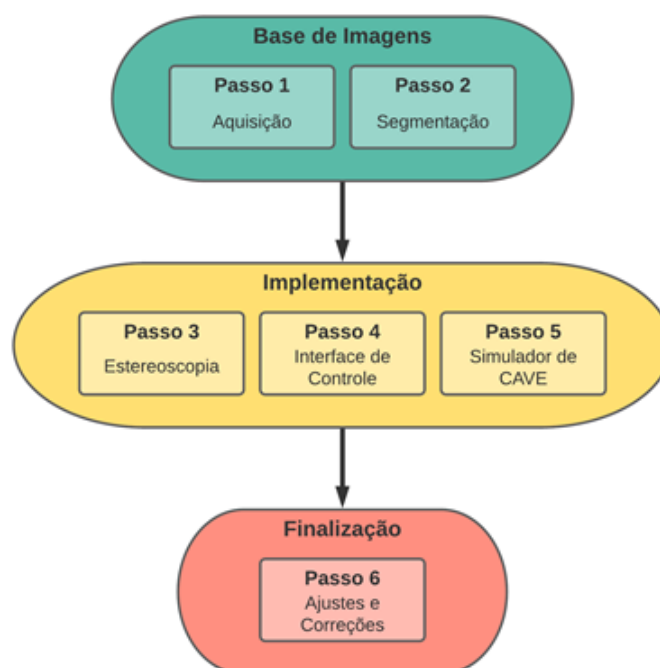 Base de Imagens
Passo 1
Aquisição
Passo 2
Segmentação
Implementação
Passo 3
Estereoscopia
Passo 4
Interface de
Controle
Passo 5
Simulador de
CAVE
Finalização
Passo 6
Ajustes e
Correções